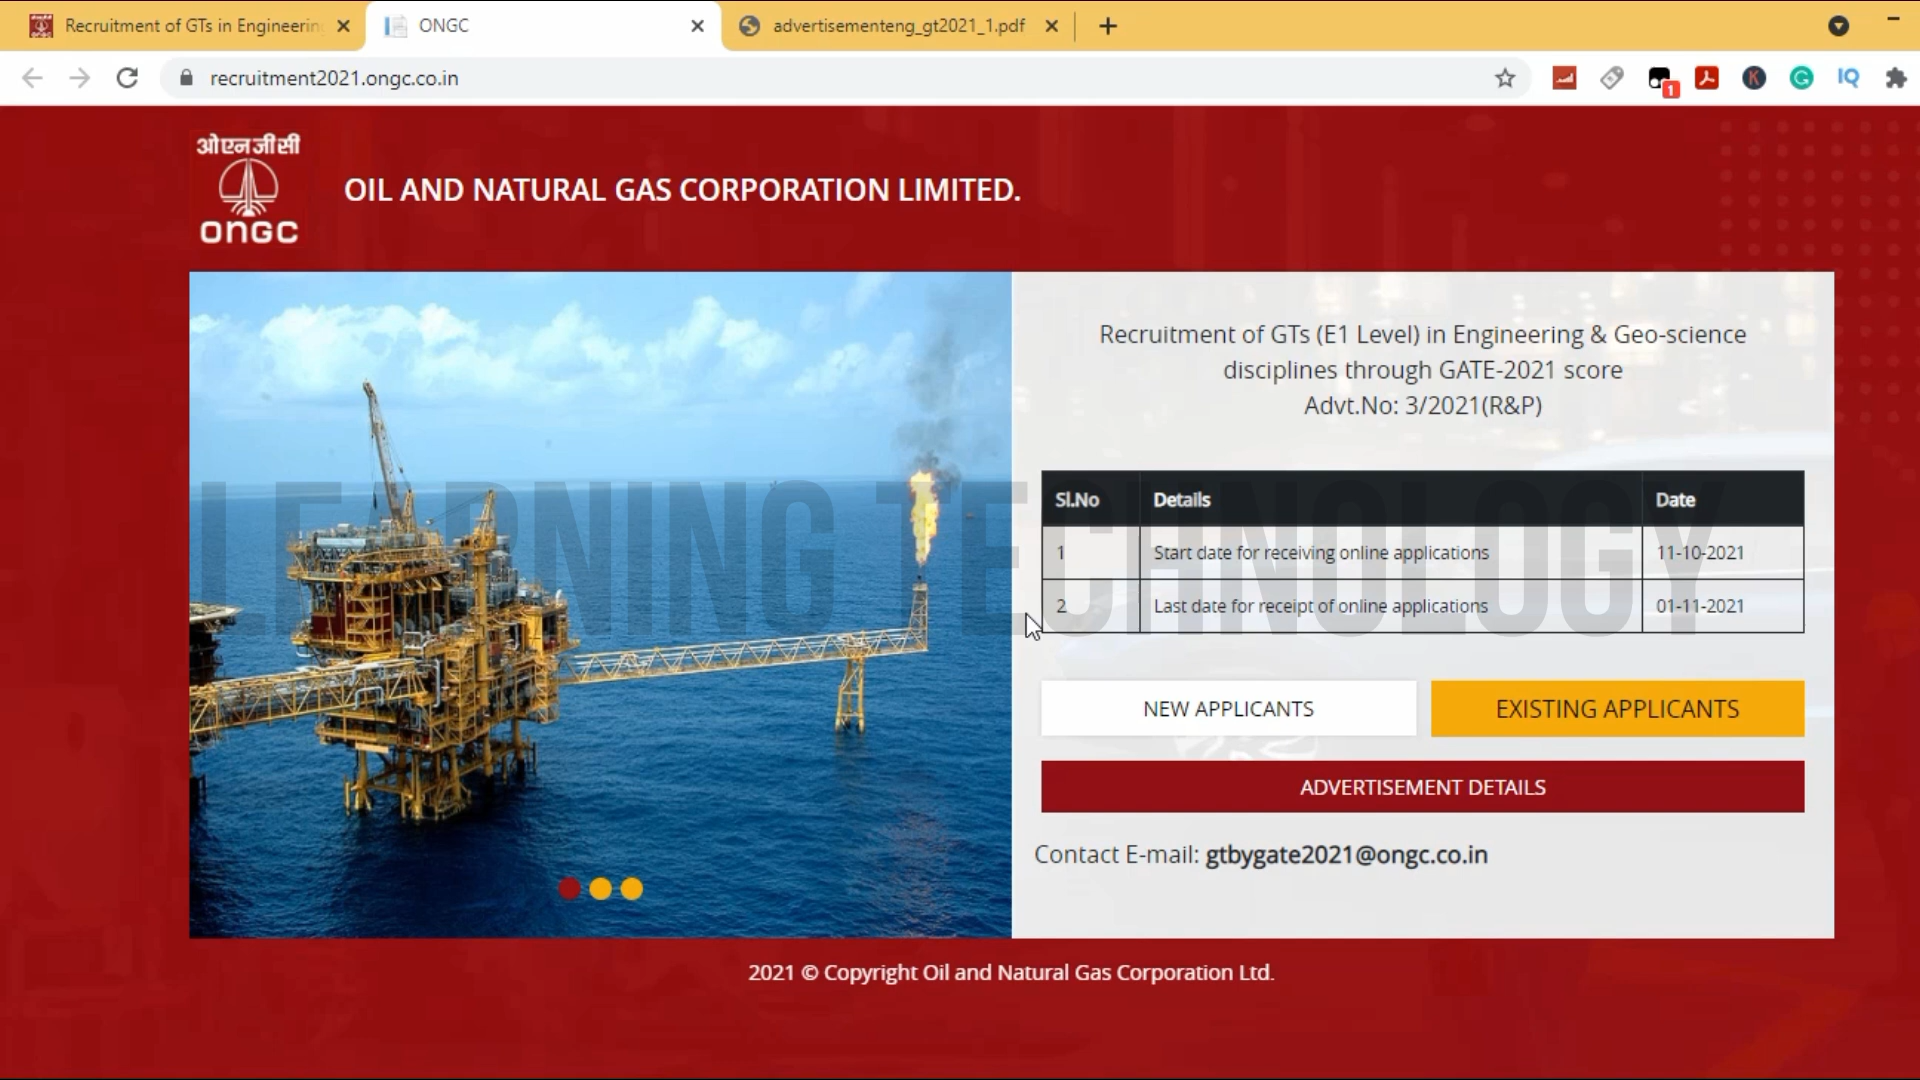 Recruitment of GTs in Engineerin
ONGC
advertisementeng_gt2021_1.pdf
recruitment2021.ongc.co.in
1
K
G
IQ
ओएनजीसी
ONGC
OIL AND NATURAL GAS CORPORATION LIMITED.
Recruitment of GTs (E1 Level) in Engineering & Geo-science
disciplines through GATE-2021 score
Advt.No: 3/2021(R&P)
Sl.No Details Date
1 Start date for receiving online applications 11-10-2021
2 Last date for receipt of online applications 01-11-2021
LEARNING TECHNOLOGY
NEW APPLICANTS EXISTING APPLICANTS
ADVERTISEMENT DETAILS
Contact E-mail: gtbygate2021@ongc.co.in
2021 © Copyright Oil and Natural Gas Corporation Ltd.